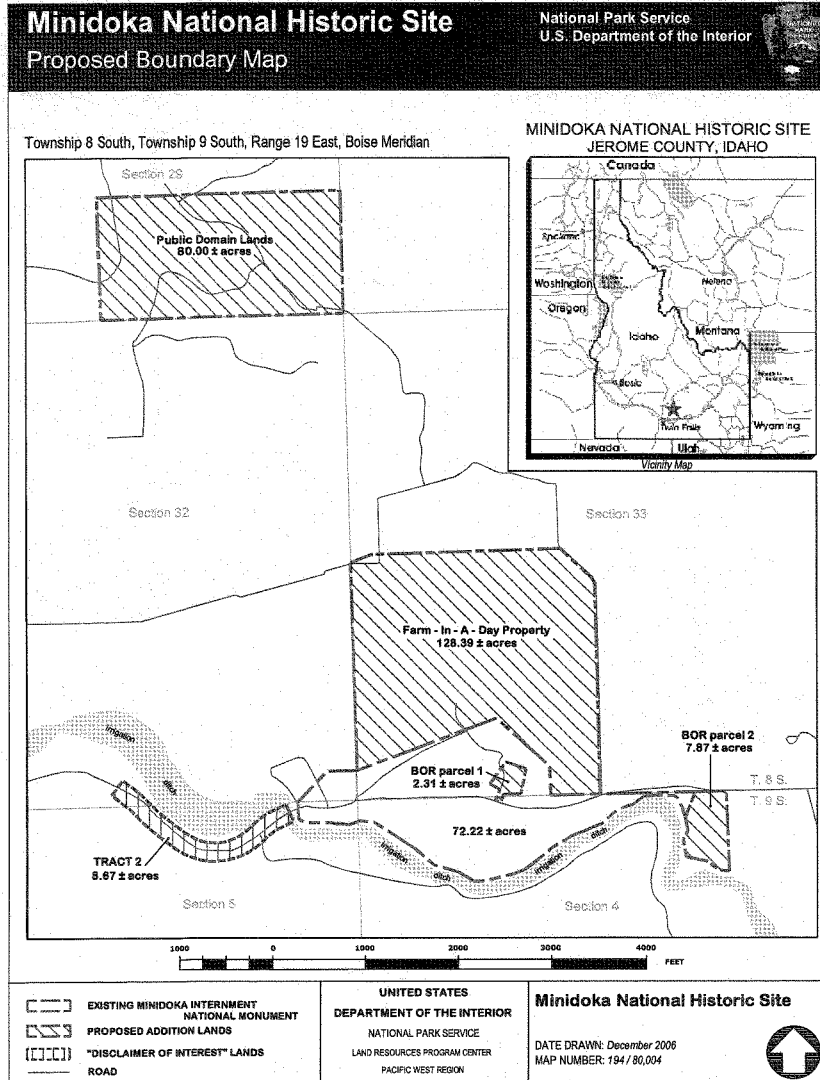 Minidoka National Historic Site
Proposed Boundary Map
National Park Service
U.S. Department of the Interior
Township 8 South, Township 9 South, Range 19 East, Boise Meridian
MINIDOKA NATIONAL HISTORIC SITE
JEROME COUNTY, IDAHO
Canada
Spokane
Washington
Oregon
Helena
Montana
Idaho
Boise
Twin Falls
Wyoming
Nevada
Utah
Vicinity Map
Section 29
Public Domain Lands
80.00 ± acres
Section 32
Section 33
Farm - In - A - Day Property
128.39 ± acres
irrigation
ditch
BOR parcel 2
7.87 ± acres
BOR parcel 1
2.31 ± acres
T. 8 S.
T. 9 S.
72.22 ± acres
irrigation
ditch
irrigation
ditch
TRACT 2
8.67 ± acres
Section 5
Section 4
1000 0 1000 2000 3000 4000
FEET
EXISTING MINIDOKA INTERNMENT
NATIONAL MONUMENT
PROPOSED ADDITION LANDS
"DISCLAIMER OF INTEREST" LANDS
ROAD
UNITED STATES
DEPARTMENT OF THE INTERIOR
NATIONAL PARK SERVICE
LAND RESOURCES PROGRAM CENTER
PACIFIC WEST REGION
Minidoka National Historic Site
DATE DRAWN: December 2006
MAP NUMBER: 194 / 80,004